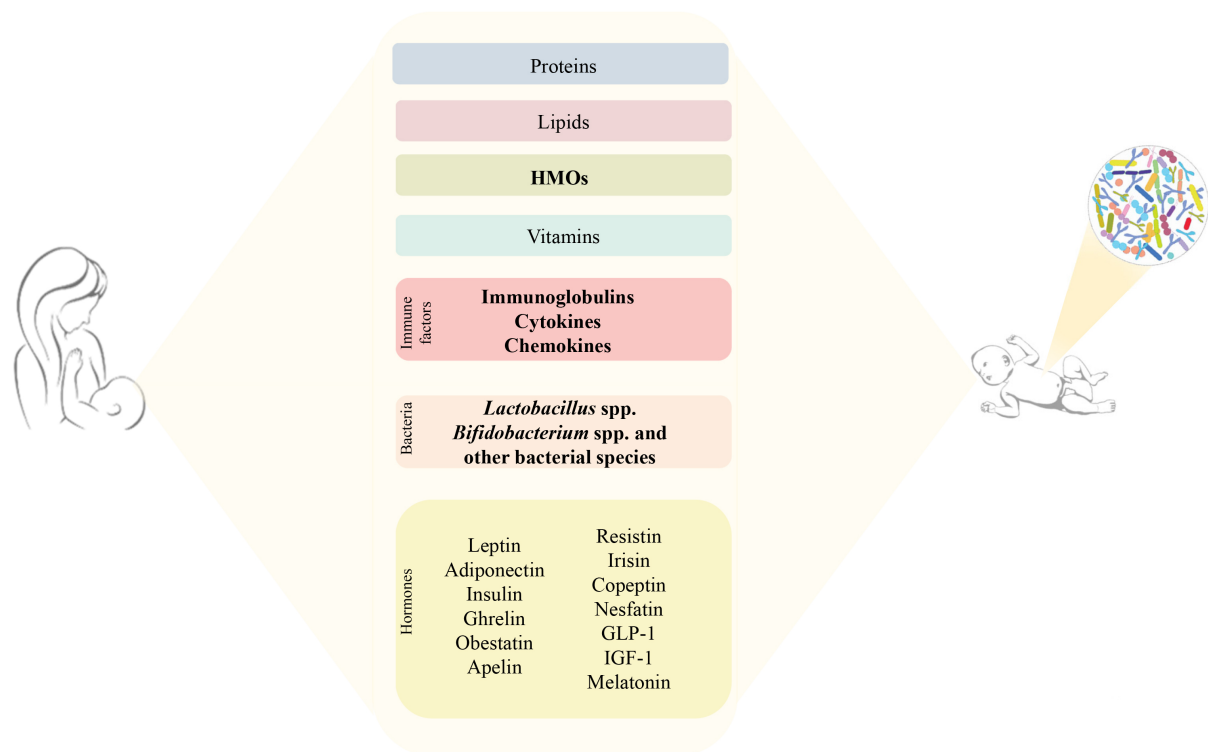 Proteins
Lipids
HMOs
Vitamins
Immune
factors
Immunoglobulins
Cytokines
Chemokines
Bacteria
Lactobacillus spp.
Bifidobacterium spp. and
other bacterial species
Hormones
Leptin
Adiponectin
Insulin
Ghrelin
Obestatin
Apelin
Resistin
Irisin
Copeptin
Nesfatin
GLP-1
IGF-1
Melatonin